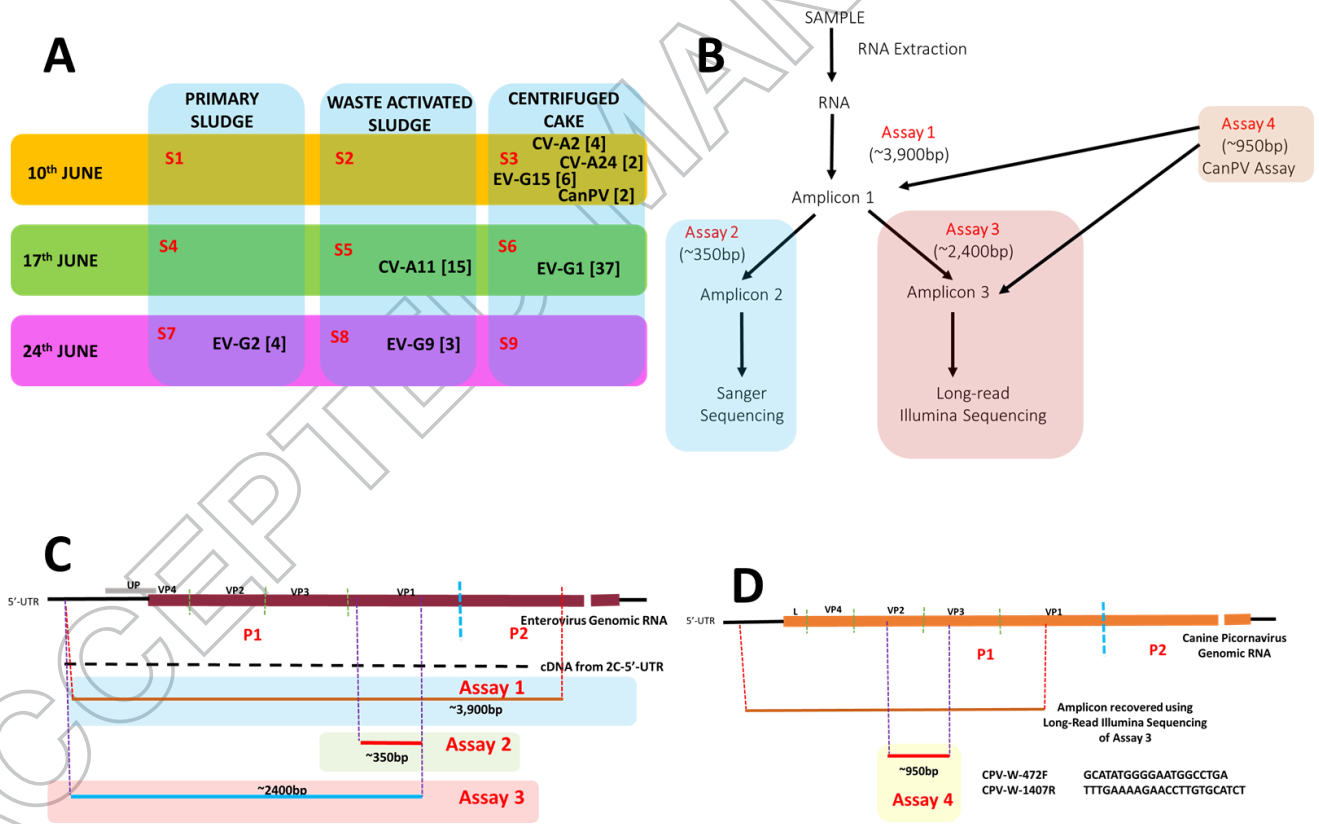 A
PRIMARY
SLUDGE
WASTE ACTIVATED
SLUDGE
CENTRIFUGED
CAKE
10th JUNE
S1
S2
S3
CV-A2 [4]
CV-A24 [2]
EV-G15 [6]
CanPV [2]
17th JUNE
S4
S5
CV-A11 [15]
S6
EV-G1 [37]
24th JUNE
S7
EV-G2 [4]
S8
EV-G9 [3]
S9
B
SAMPLE
RNA Extraction
RNA
Assay 1
(~3,900bp)
Assay 4
(~950bp)
CanPV Assay
Amplicon 1
Assay 2
(~350bp)
Assay 3
(~2,400bp)
Amplicon 2
Amplicon 3
Sanger
Sequencing
Long-read
Illumina Sequencing
C
UP
VP4
VP2
VP3
VP1
5’-UTR
Enterovirus Genomic RNA
P1
P2
cDNA from 2C-5’-UTR
Assay 1
~3,900bp
Assay 2
~350bp
~2400bp
Assay 3
D
L
VP4
VP2
VP3
VP1
5’-UTR
Canine Picornavirus
Genomic RNA
P1
P2
Amplicon recovered using
Long-Read Illumina Sequencing
of Assay 3
~950bp
Assay 4
CPV-W-472F GCATATGGGGAATGGCCTGA
CPV-W-1407R TTTGAAAAGAACCTTGTGCATCT